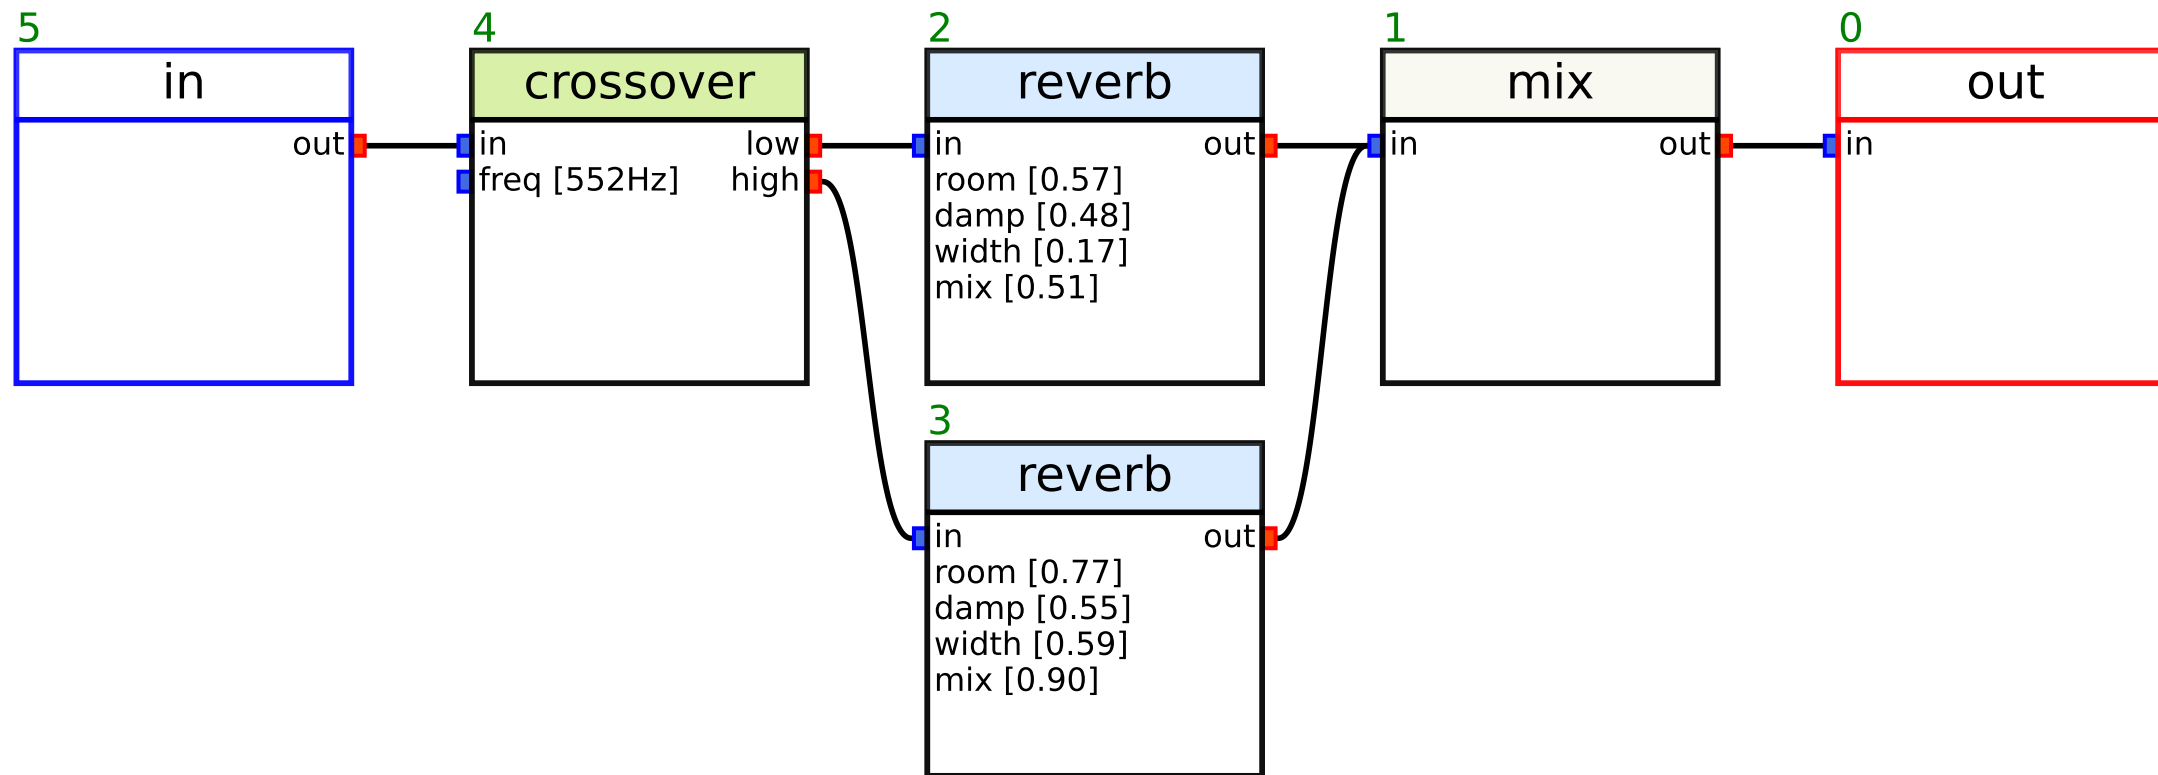 5
in
out
4
crossover
in low
freq [552Hz] high
2
reverb
in out
room [0.57]
damp [0.48]
width [0.17]
mix [0.51]
3
reverb
in out
room [0.77]
damp [0.55]
width [0.59]
mix [0.90]
1
mix
in out
0
out
in